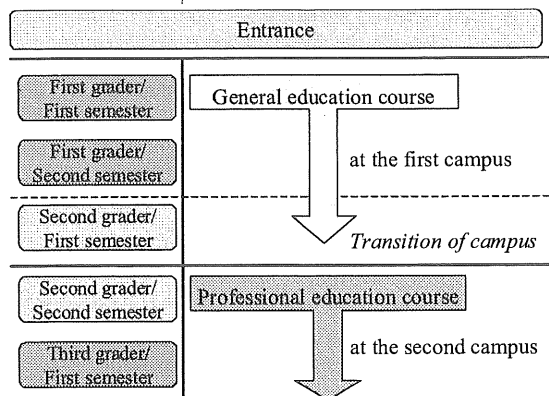 Entrance
First grader/
First semester
General education course
First grader/
Second semester
at the first campus
Second grader/
First semester
Transition of campus
Second grader/
Second semester
Professional education course
Third grader/
First semester
at the second campus